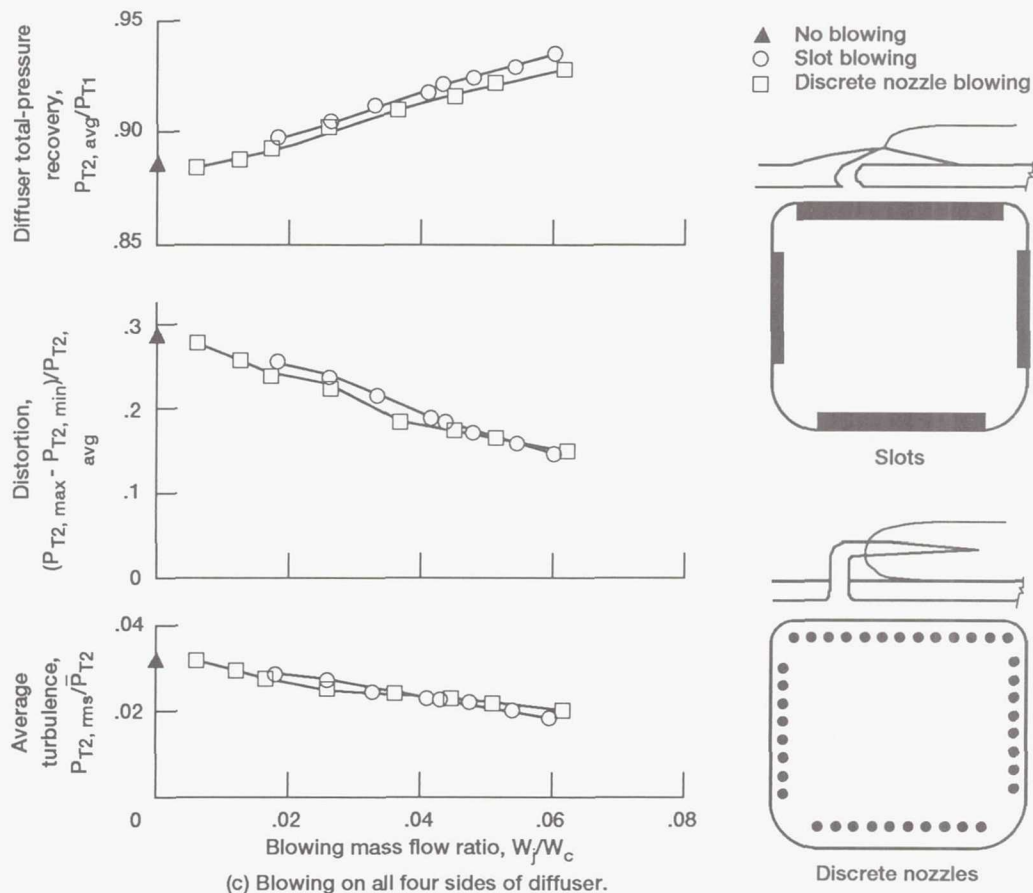 ▲ No blowing
○ Slot blowing
□ Discrete nozzle blowing
Diffuser total-pressure
recovery,
P_T2, avg/P_T1
.95
.90
.85
Distortion,
(P_T2, max - P_T2, min)/P_T2,
avg
.3
.2
.1
0
Average
turbulence,
P_T2, rms/P̅_T2
.04
.02
0 .02 .04 .06 .08
Blowing mass flow ratio, W_j/W_c
(c) Blowing on all four sides of diffuser.
Slots
Discrete nozzles